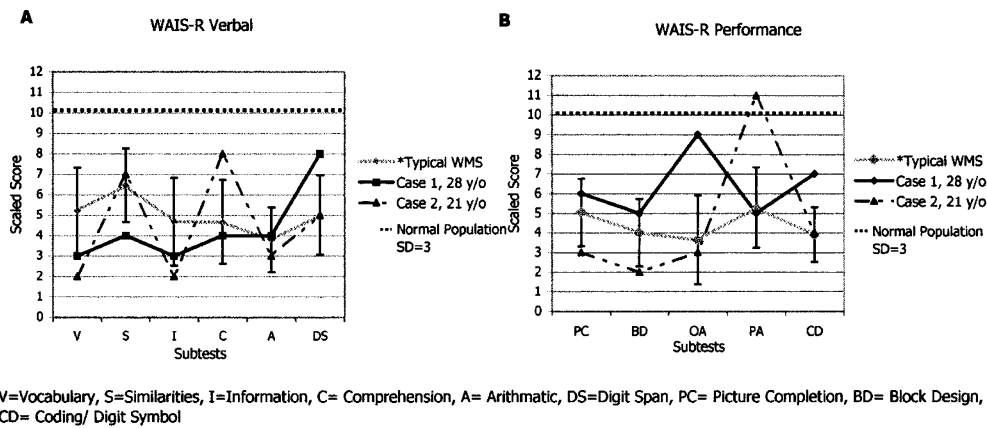 A
WAIS-R Verbal
12
11
10
9
8
7
6
5
4
3
2
1
0
Scaled Score
V S I C A DS
Subtests
*Typical WMS
Case 1, 28 y/o
Case 2, 21 y/o
Normal Population
SD=3
B
WAIS-R Performance
12
11
10
9
8
7
6
5
4
3
2
1
0
Scaled Score
PC BD OA PA CD
Subtests
*Typical WMS
Case 1, 28 y/o
Case 2, 21 y/o
Normal Population
SD=3
V=Vocabulary, S=Similarities, I=Information, C= Comprehension, A= Arithmetic, DS=Digit Span, PC= Picture Completion, BD= Block Design,
CD= Coding/ Digit Symbol